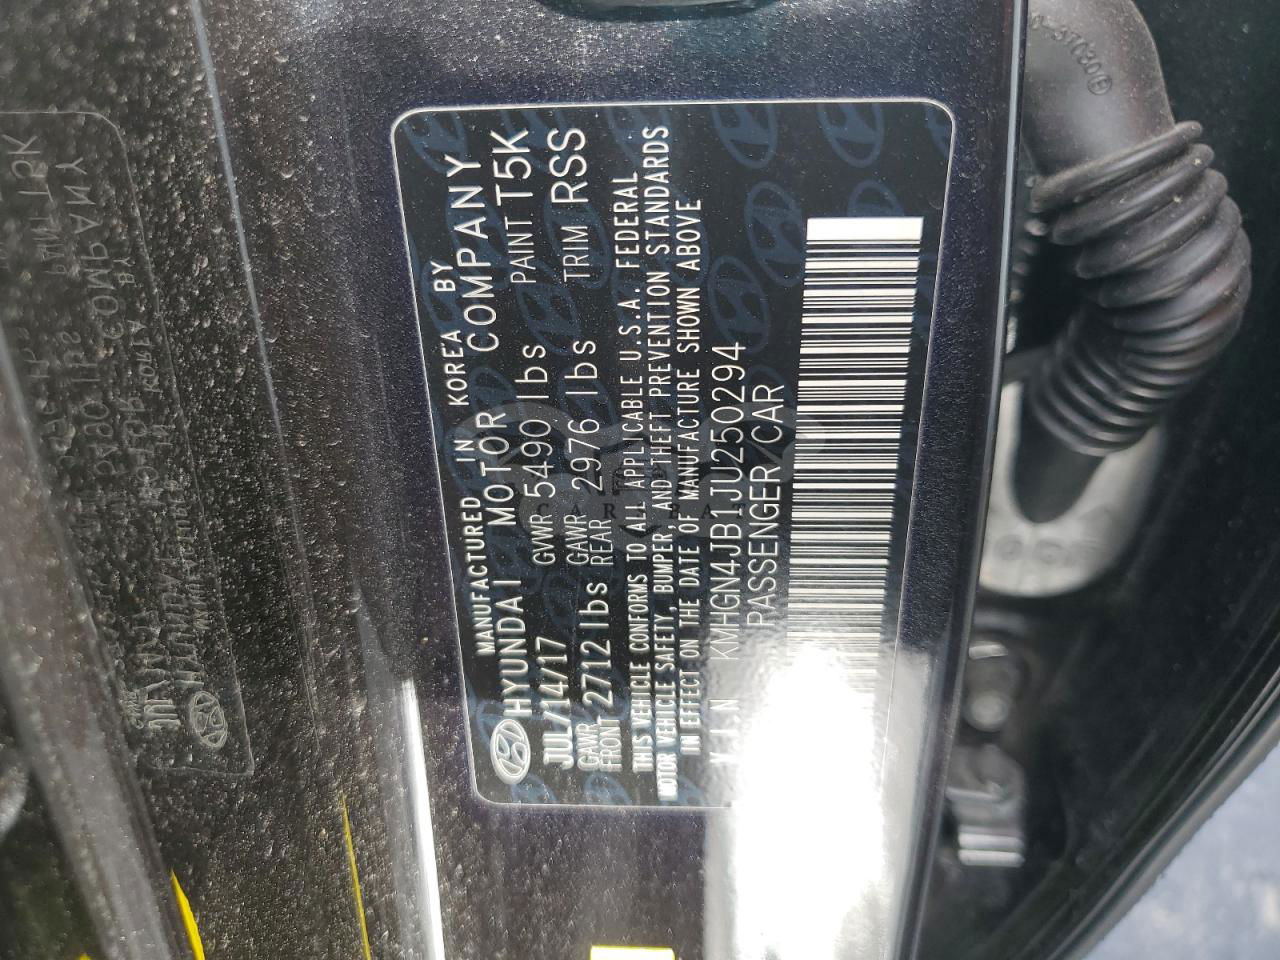 MANUFACTURED IN KOREA BY
HYUNDAI MOTOR COMPANY
JUL/14/17 GVWR 5490 lbs PAINT T5K
GAWR FRONT 2712 lbs GAWR REAR 2976 lbs TRIM RSS
THIS VEHICLE CONFORMS TO ALL APPLICABLE U.S.A. FEDERAL
MOTOR VEHICLE SAFETY, BUMPER, AND THEFT PREVENTION STANDARDS
IN EFFECT ON THE DATE OF MANUFACTURE SHOWN ABOVE
V.I.N KMHGN4JB1JU250294
PASSENGER CAR